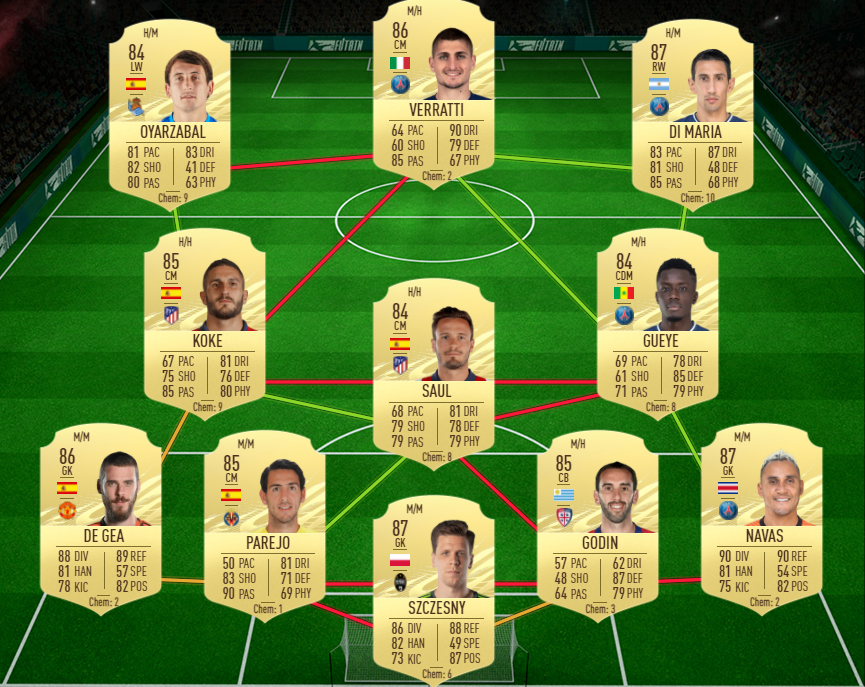 FUTBIN
FUTBIN
FUTBIN
FUTBIN
H/M
84
LW
OYARZABAL
81 PAC 83 DRI
82 SHO 41 DEF
80 PAS 63 PHY
Chem: 9
M/H
86
CM
VERRATTI
64 PAC 90 DRI
60 SHO 79 DEF
85 PAS 67 PHY
Chem: 2
H/M
87
RW
DI MARIA
83 PAC 87 DRI
81 SHO 48 DEF
85 PAS 68 PHY
Chem: 10
H/H
85
CM
KOKE
67 PAC 81 DRI
75 SHO 76 DEF
85 PAS 80 PHY
Chem: 9
H/H
84
CM
SAUL
68 PAC 81 DRI
79 SHO 78 DEF
79 PAS 79 PHY
Chem: 8
M/H
84
CDM
GUEYE
69 PAC 78 DRI
61 SHO 85 DEF
71 PAS 79 PHY
Chem: 8
M/M
86
GK
DE GEA
88 DIV 89 REF
81 HAN 57 SPE
78 KIC 82 POS
Chem: 2
M/M
85
CM
PAREJO
50 PAC 81 DRI
83 SHO 71 DEF
90 PAS 69 PHY
Chem: 1
M/M
87
GK
SZCZESNY
86 DIV 88 REF
82 HAN 49 SPE
73 KIC 87 POS
Chem: 6
M/H
85
CB
GODIN
57 PAC 62 DRI
48 SHO 87 DEF
64 PAS 79 PHY
Chem: 3
M/M
87
GK
NAVAS
90 DIV 90 REF
81 HAN 54 SPE
75 KIC 82 POS
Chem: 2